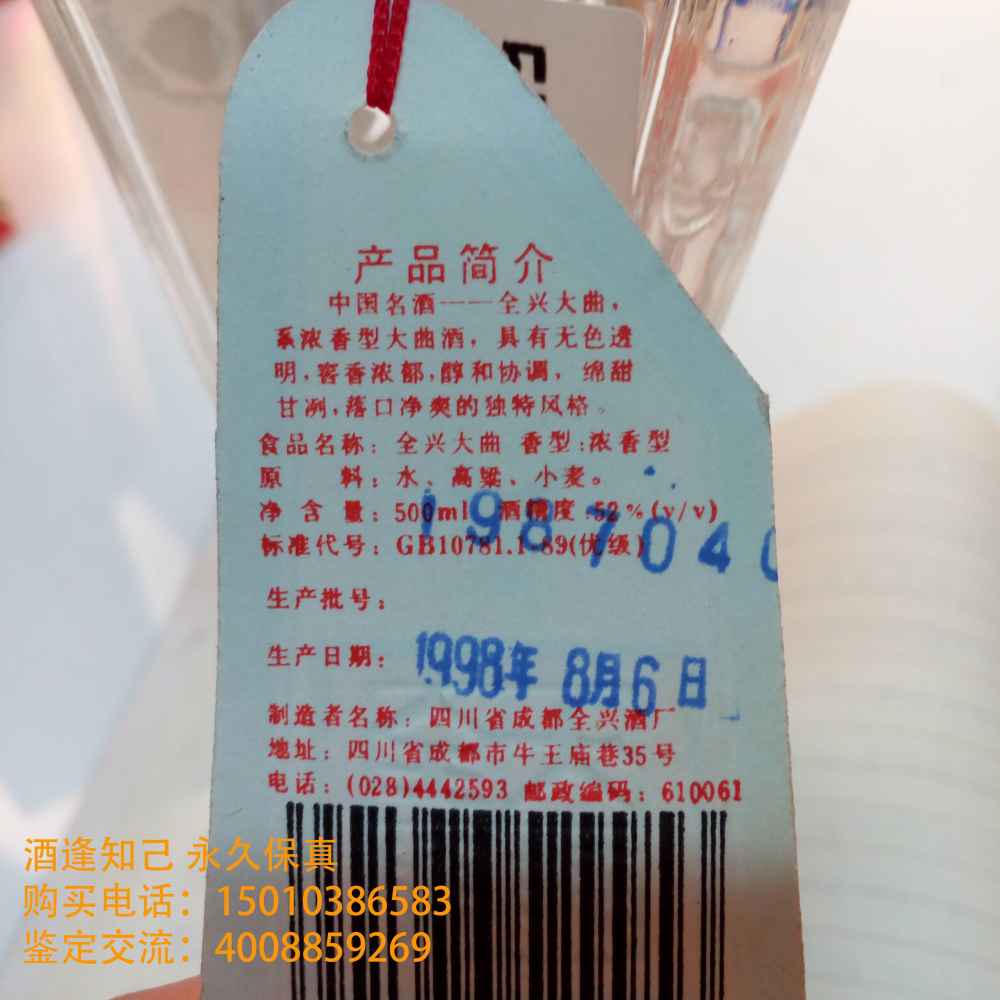 产品简介
中国名酒——全兴大曲，
系浓香型大曲酒，具有无色透
明，窖香浓郁，醇和协调，绵甜
甘冽，落口净爽的独特风格。
食品名称：全兴大曲 香型：浓香型
原料：水、高粱、小麦。
净含量：500ml 酒精度：52%(v/v)
198704
标准代号：GB10781.1-89(优级)
生产批号：
生产日期：1998年 8月6日
制造者名称：四川省成都全兴酒厂
地址：四川省成都市牛王庙巷35号
电话：(028)4442593 邮政编码：610061
酒逢知己 永久保真
购买电话：15010386583
鉴定交流：4008859269